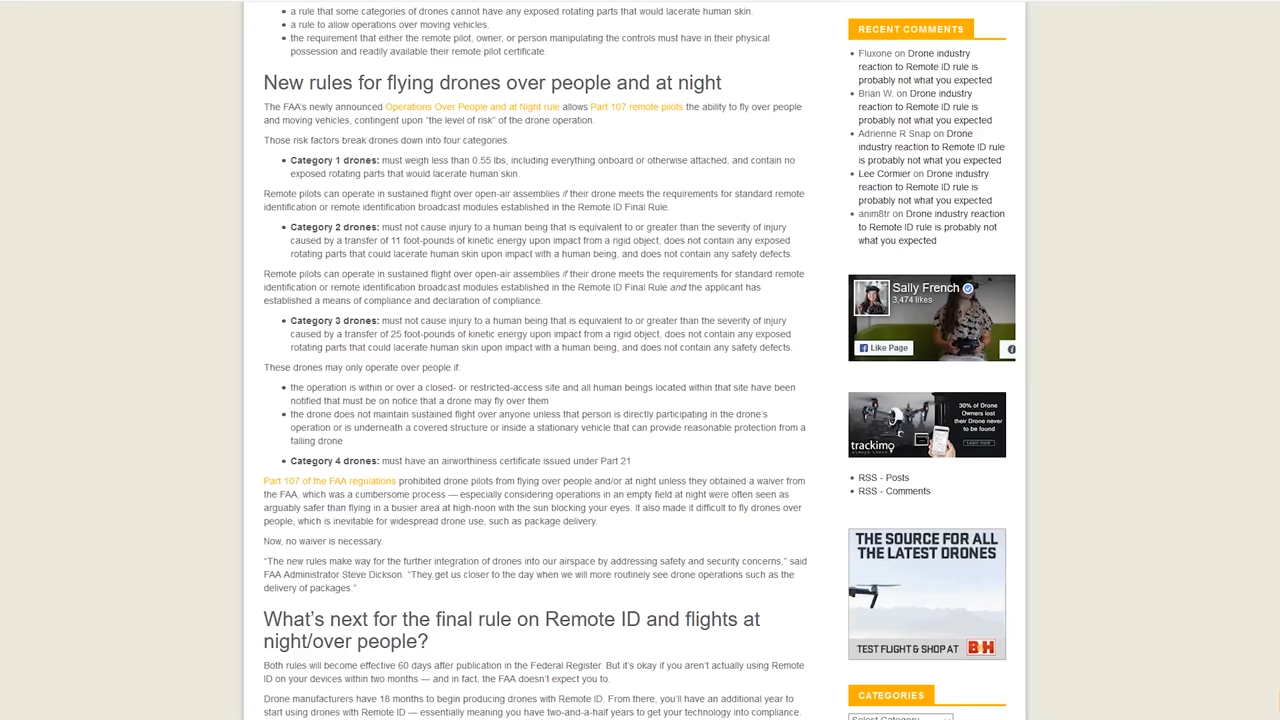 a rule that some categories of drones cannot have any exposed rotating parts that would lacerate human skin.
a rule to allow operations over moving vehicles.
the requirement that either the remote pilot, owner, or person manipulating the controls must have in their physical
possession and readily available their remote pilot certificate.
New rules for flying drones over people and at night
The FAA's newly announced Operations Over People and at Night rule allows Part 107 remote pilots the ability to fly over people
and moving vehicles, contingent upon “the level of risk” of the drone operation.
Those risk factors break drones down into four categories.
Category 1 drones: must weigh less than 0.55 lbs, including everything onboard or otherwise attached, and contain no
exposed rotating parts that would lacerate human skin.
Remote pilots can operate in sustained flight over open-air assemblies if their drone meets the requirements for standard remote
identification or remote identification broadcast modules established in the Remote ID Final Rule.
Category 2 drones: must not cause injury to a human being that is equivalent to or greater than the severity of injury
caused by a transfer of 11 foot-pounds of kinetic energy upon impact from a rigid object, does not contain any exposed
rotating parts that could lacerate human skin upon impact with a human being, and does not contain any safety defects.
Remote pilots can operate in sustained flight over open-air assemblies if their drone meets the requirements for standard remote
identification or remote identification broadcast modules established in the Remote ID Final Rule and the applicant has
established a means of compliance and declaration of compliance.
Category 3 drones: must not cause injury to a human being that is equivalent to or greater than the severity of injury
caused by a transfer of 25 foot-pounds of kinetic energy upon impact from a rigid object, does not contain any exposed
rotating parts that could lacerate human skin upon impact with a human being, and does not contain any safety defects.
These drones may only operate over people if:
the operation is within or over a closed- or restricted-access site and all human beings located within that site have been
notified that must be on notice that a drone may fly over them
the drone does not maintain sustained flight over anyone unless that person is directly participating in the drone's
operation or is underneath a covered structure or inside a stationary vehicle that can provide reasonable protection from a
falling drone
Category 4 drones: must have an airworthiness certificate issued under Part 21
Part 107 of the FAA regulations prohibited drone pilots from flying over people and/or at night unless they obtained a waiver from
the FAA, which was a cumbersome process — especially considering operations in an empty field at night were often seen as
arguably safer than flying in a busier area at high-noon with the sun blocking your eyes. It also made it difficult to fly drones over
people, which is inevitable for widespread drone use, such as package delivery.
Now, no waiver is necessary.
“The new rules make way for the further integration of drones into our airspace by addressing safety and security concerns,” said
FAA Administrator Steve Dickson. “They get us closer to the day when we will more routinely see drone operations such as the
delivery of packages.”
What's next for the final rule on Remote ID and flights at
night/over people?
Both rules will become effective 60 days after publication in the Federal Register. But it's okay if you aren't actually using Remote
ID on your devices within two months — and in fact, the FAA doesn't expect you to.
Drone manufacturers have 18 months to begin producing drones with Remote ID. From there, you'll have an additional year to
start using drones with Remote ID — essentially meaning you have two-and-a-half years to get your technology into compliance.
RECENT COMMENTS
Fluxone on Drone industry
reaction to Remote ID rule is
probably not what you expected
Brian W. on Drone industry
reaction to Remote ID rule is
probably not what you expected
Adrienne R Snap on Drone
industry reaction to Remote ID rule
is probably not what you expected
Lee Cormier on Drone industry
reaction to Remote ID rule is
probably not what you expected
anim8tr on Drone industry reaction
to Remote ID rule is probably not
what you expected
Sally French
3,474 likes
Like Page
30% of Drone
Owners lost
their Drone never
to be found
Learn more
trackimo
always there
RSS - Posts
RSS - Comments
THE SOURCE FOR ALL
THE LATEST DRONES
TEST FLIGHT & SHOP AT B&H
CATEGORIES
Select Category